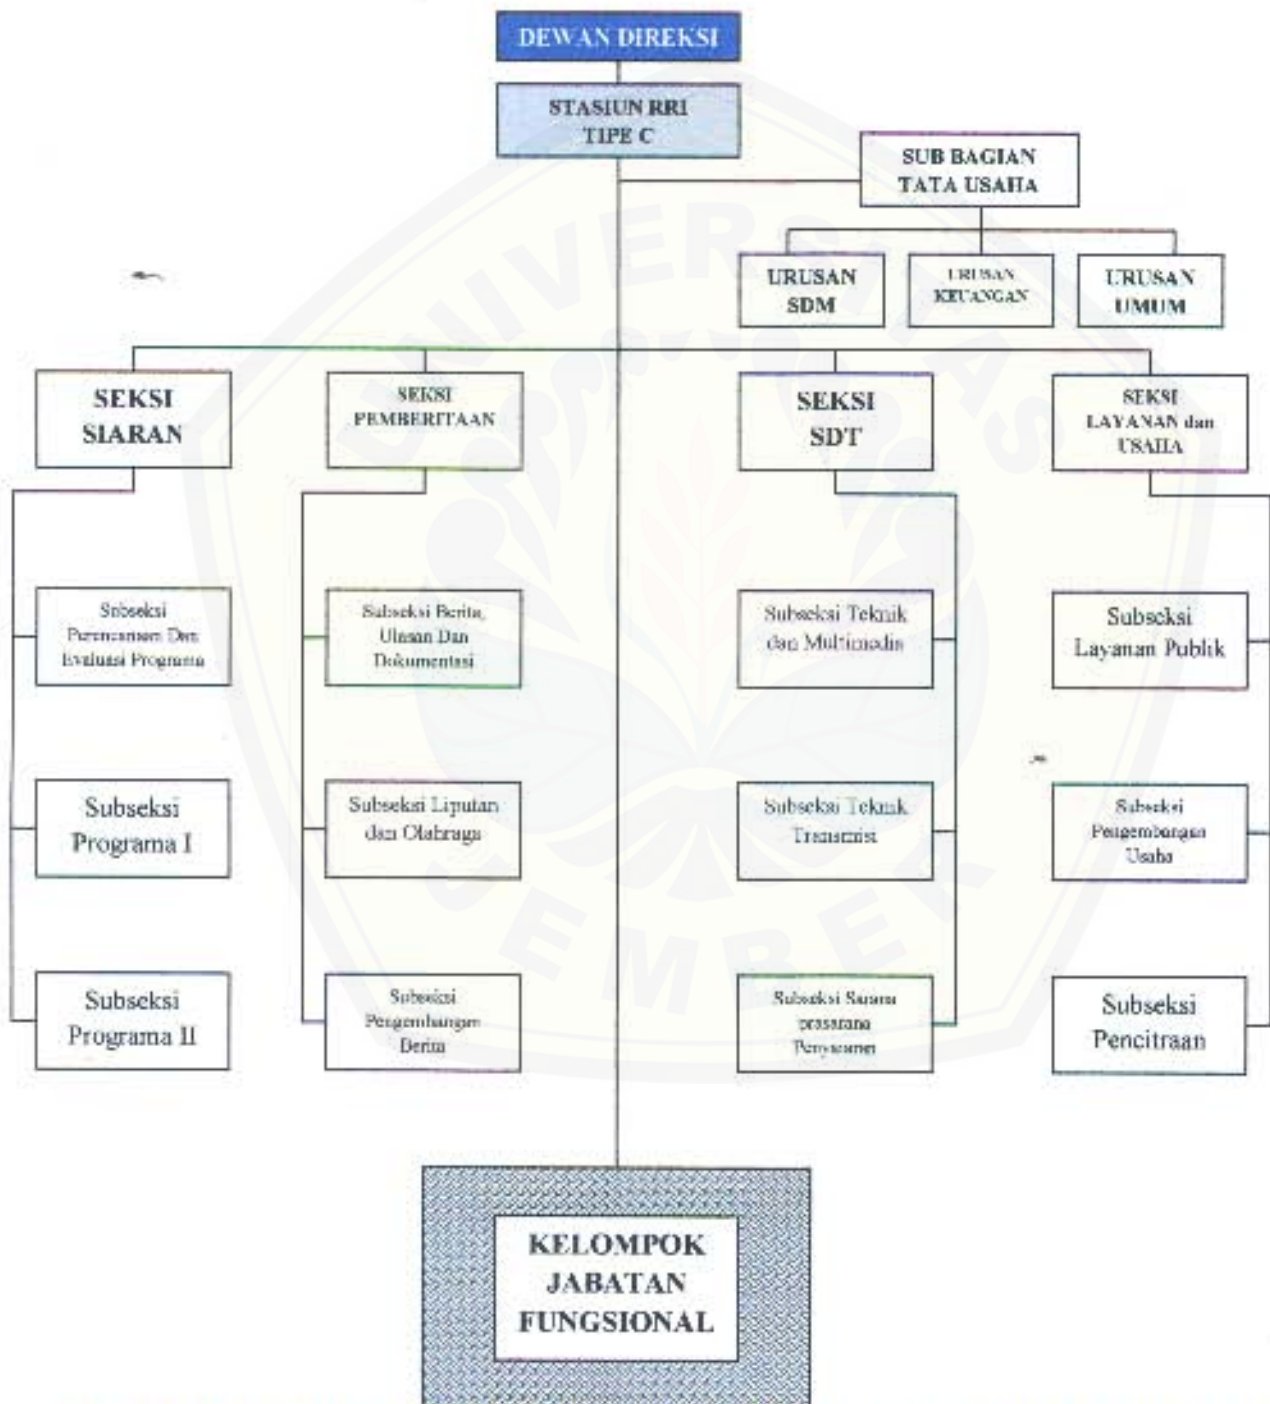 DEWAN DIREKSI
STASIUN RRI
TIPE C
SUB BAGIAN
TATA USAHA
URUSAN
SDM
URUSAN
KEUANGAN
URUSAN
UMUM
SEKSI
SIARAN
SEKSI
PEMBERITAAN
SEKSI
SDT
SEKSI
LAYANAN dan
USAHA
Subseksi
Perencanaan Dan
Evaluasi Programa
Subseksi Berita,
Ulasan Dan
Dokumentasi
Subseksi Teknik
dan Multimedia
Subseksi
Layanan Publik
Subseksi
Programa I
Subseksi Liputan
dan Olahraga
Subseksi Teknik
Transmisi
Subseksi
Pengembangan
Usaha
Subseksi
Programa II
Subseksi
Pengembangan
Berita
Subseksi Sarana
prasarana
Penyiaran
Subseksi
Pencitraan
KELOMPOK
JABATAN
FUNGSIONAL
UNIVERSITAS
JEMBER